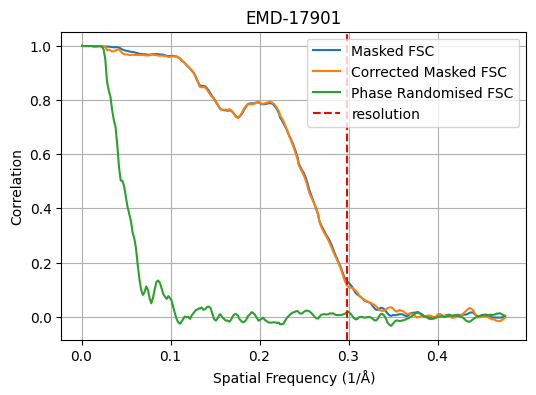 EMD-17901
Masked FSC
Corrected Masked FSC
Phase Randomised FSC
resolution
Correlation
1.0
0.8
0.6
0.4
0.2
0.0
0.0 0.1 0.2 0.3 0.4
Spatial Frequency (1/Å)